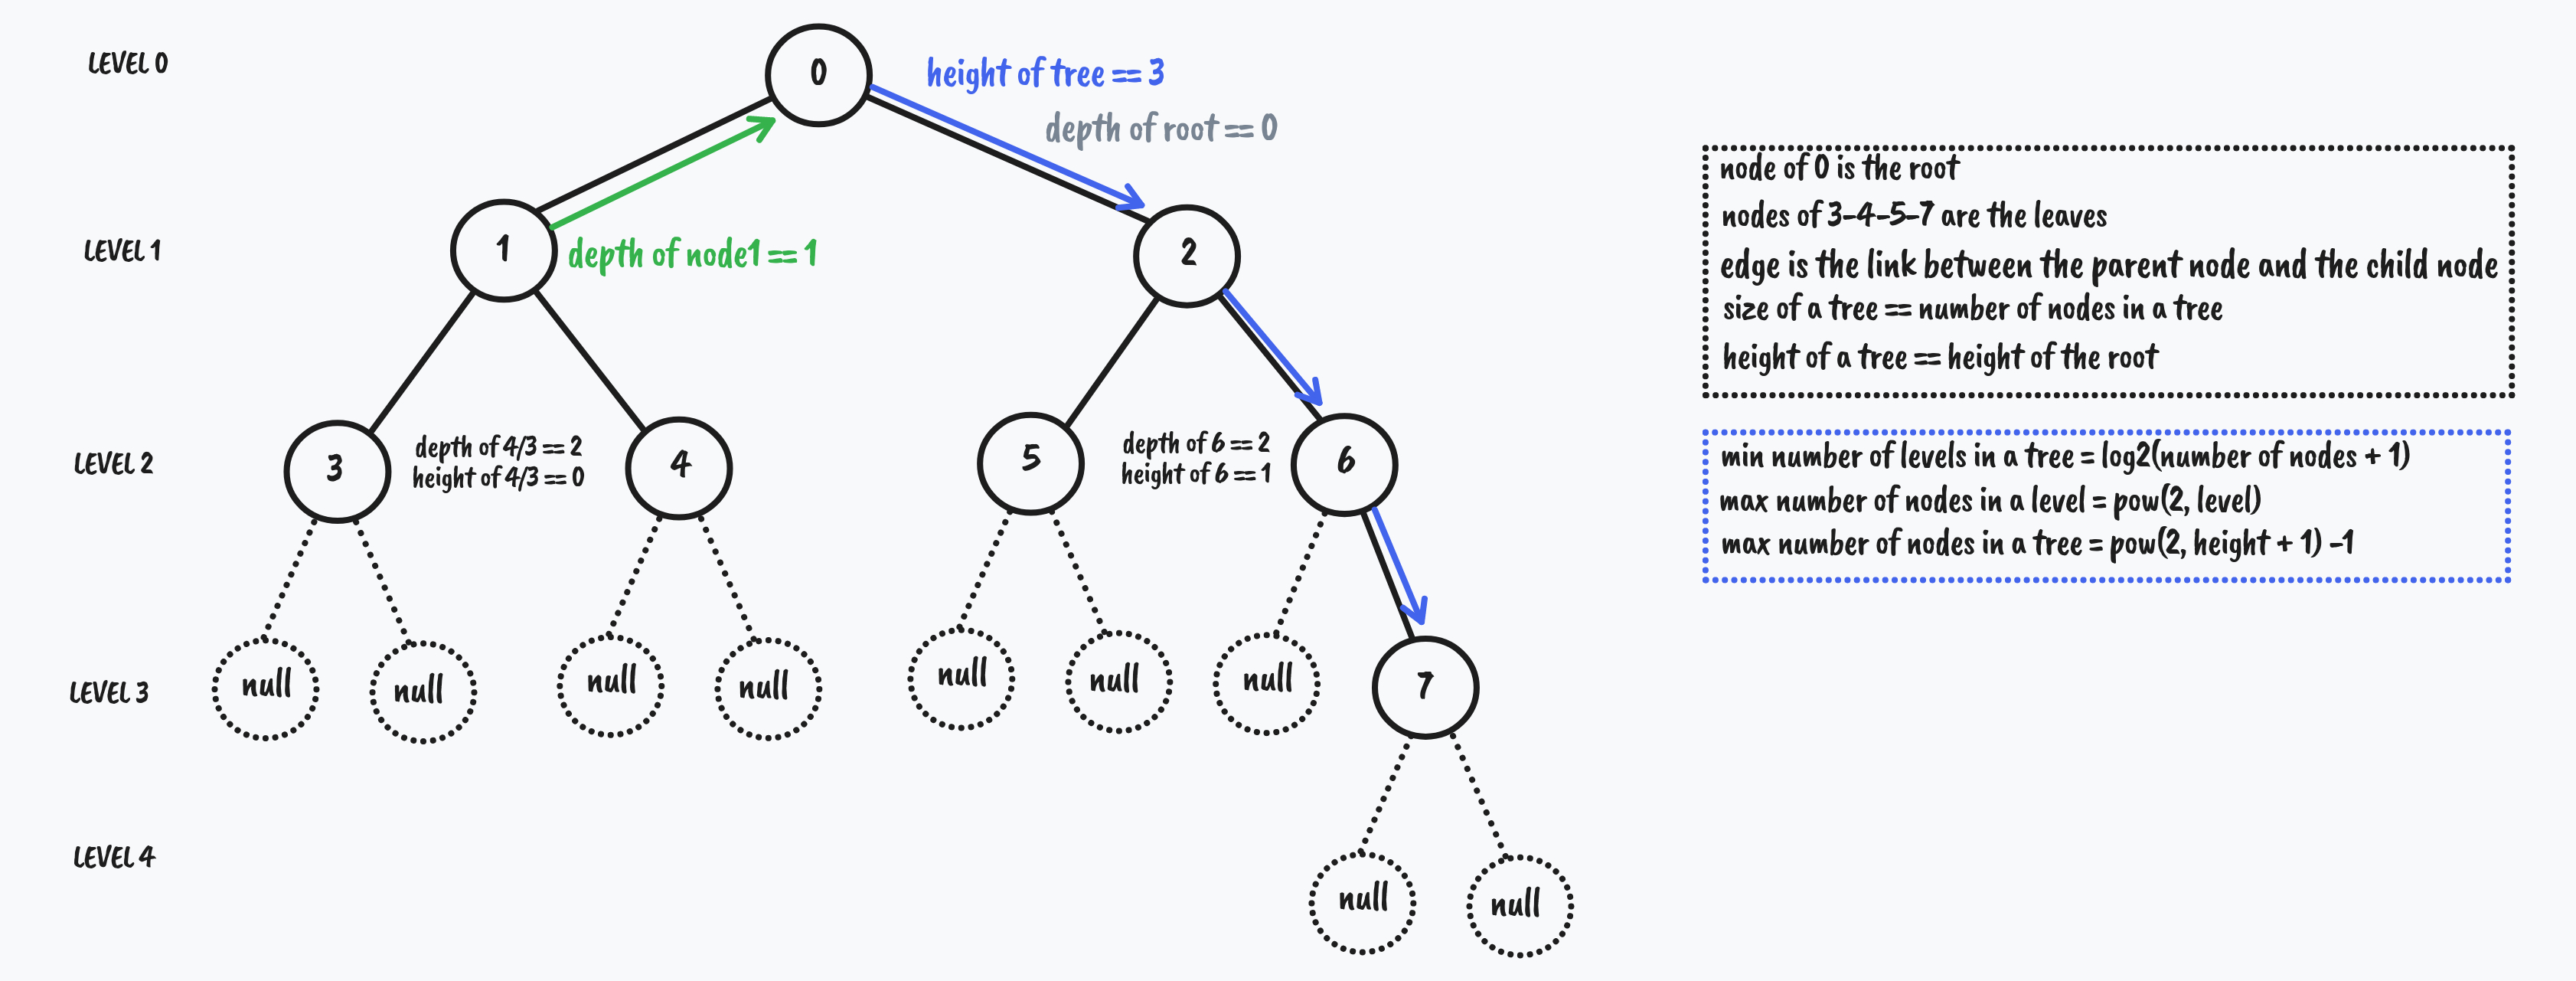 LEVEL 0
0
height of tree == 3
depth of root == 0
LEVEL 1
1
depth of node1 == 1
2
LEVEL 2
3
depth of 4/3 == 2
height of 4/3 == 0
4
5
depth of 6 == 2
height of 6 == 1
6
LEVEL 3
null
null
null
null
null
null
null
7
LEVEL 4
null
null
node of 0 is the root
nodes of 3-4-5-7 are the leaves
edge is the link between the parent node and the child node
size of a tree == number of nodes in a tree
height of a tree == height of the root
min number of levels in a tree = log2(number of nodes + 1)
max number of nodes in a level = pow(2, level)
max number of nodes in a tree = pow(2, height + 1) -1